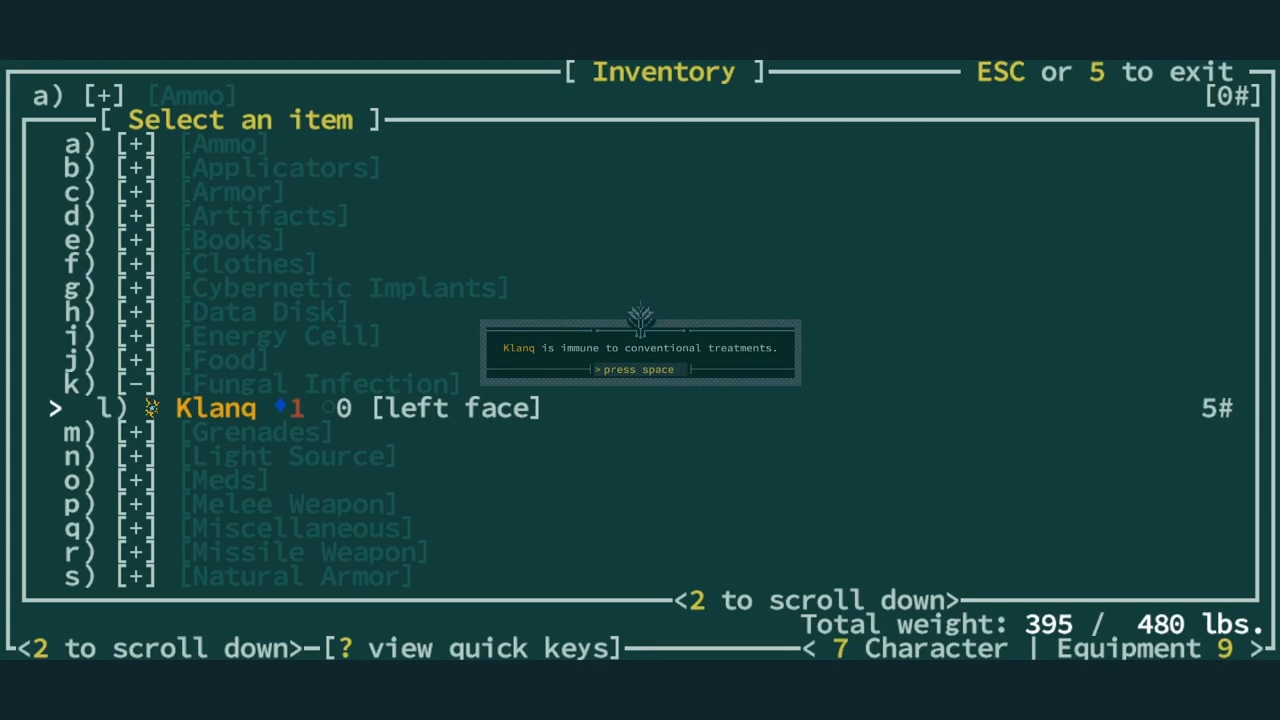 [ Inventory ] ESC or 5 to exit
a) [+] [Ammo] [0#]
[ Select an item ]
a) [+] [Ammo]
b) [+] [Applicators]
c) [+] [Armor]
d) [+] [Artifacts]
e) [+] [Books]
f) [+] [Clothes]
g) [+] [Cybernetic Implants]
h) [+] [Data Disk]
i) [+] [Energy Cell]
Klanq is immune to conventional treatments.
j) [+] [Food]
>press space
k) [-] [Fungal Infection]
> l) Klanq ♦1 ○0 [left face] 5#
m) [+] [Grenades]
n) [+] [Light Source]
o) [+] [Meds]
p) [+] [Melee Weapon]
q) [+] [Miscellaneous]
r) [+] [Missile Weapon]
s) [+] [Natural Armor]
<2 to scroll down>
Total weight: 395 / 480 lbs.
<2 to scroll down> [? view quick keys] < 7 Character | Equipment 9 >